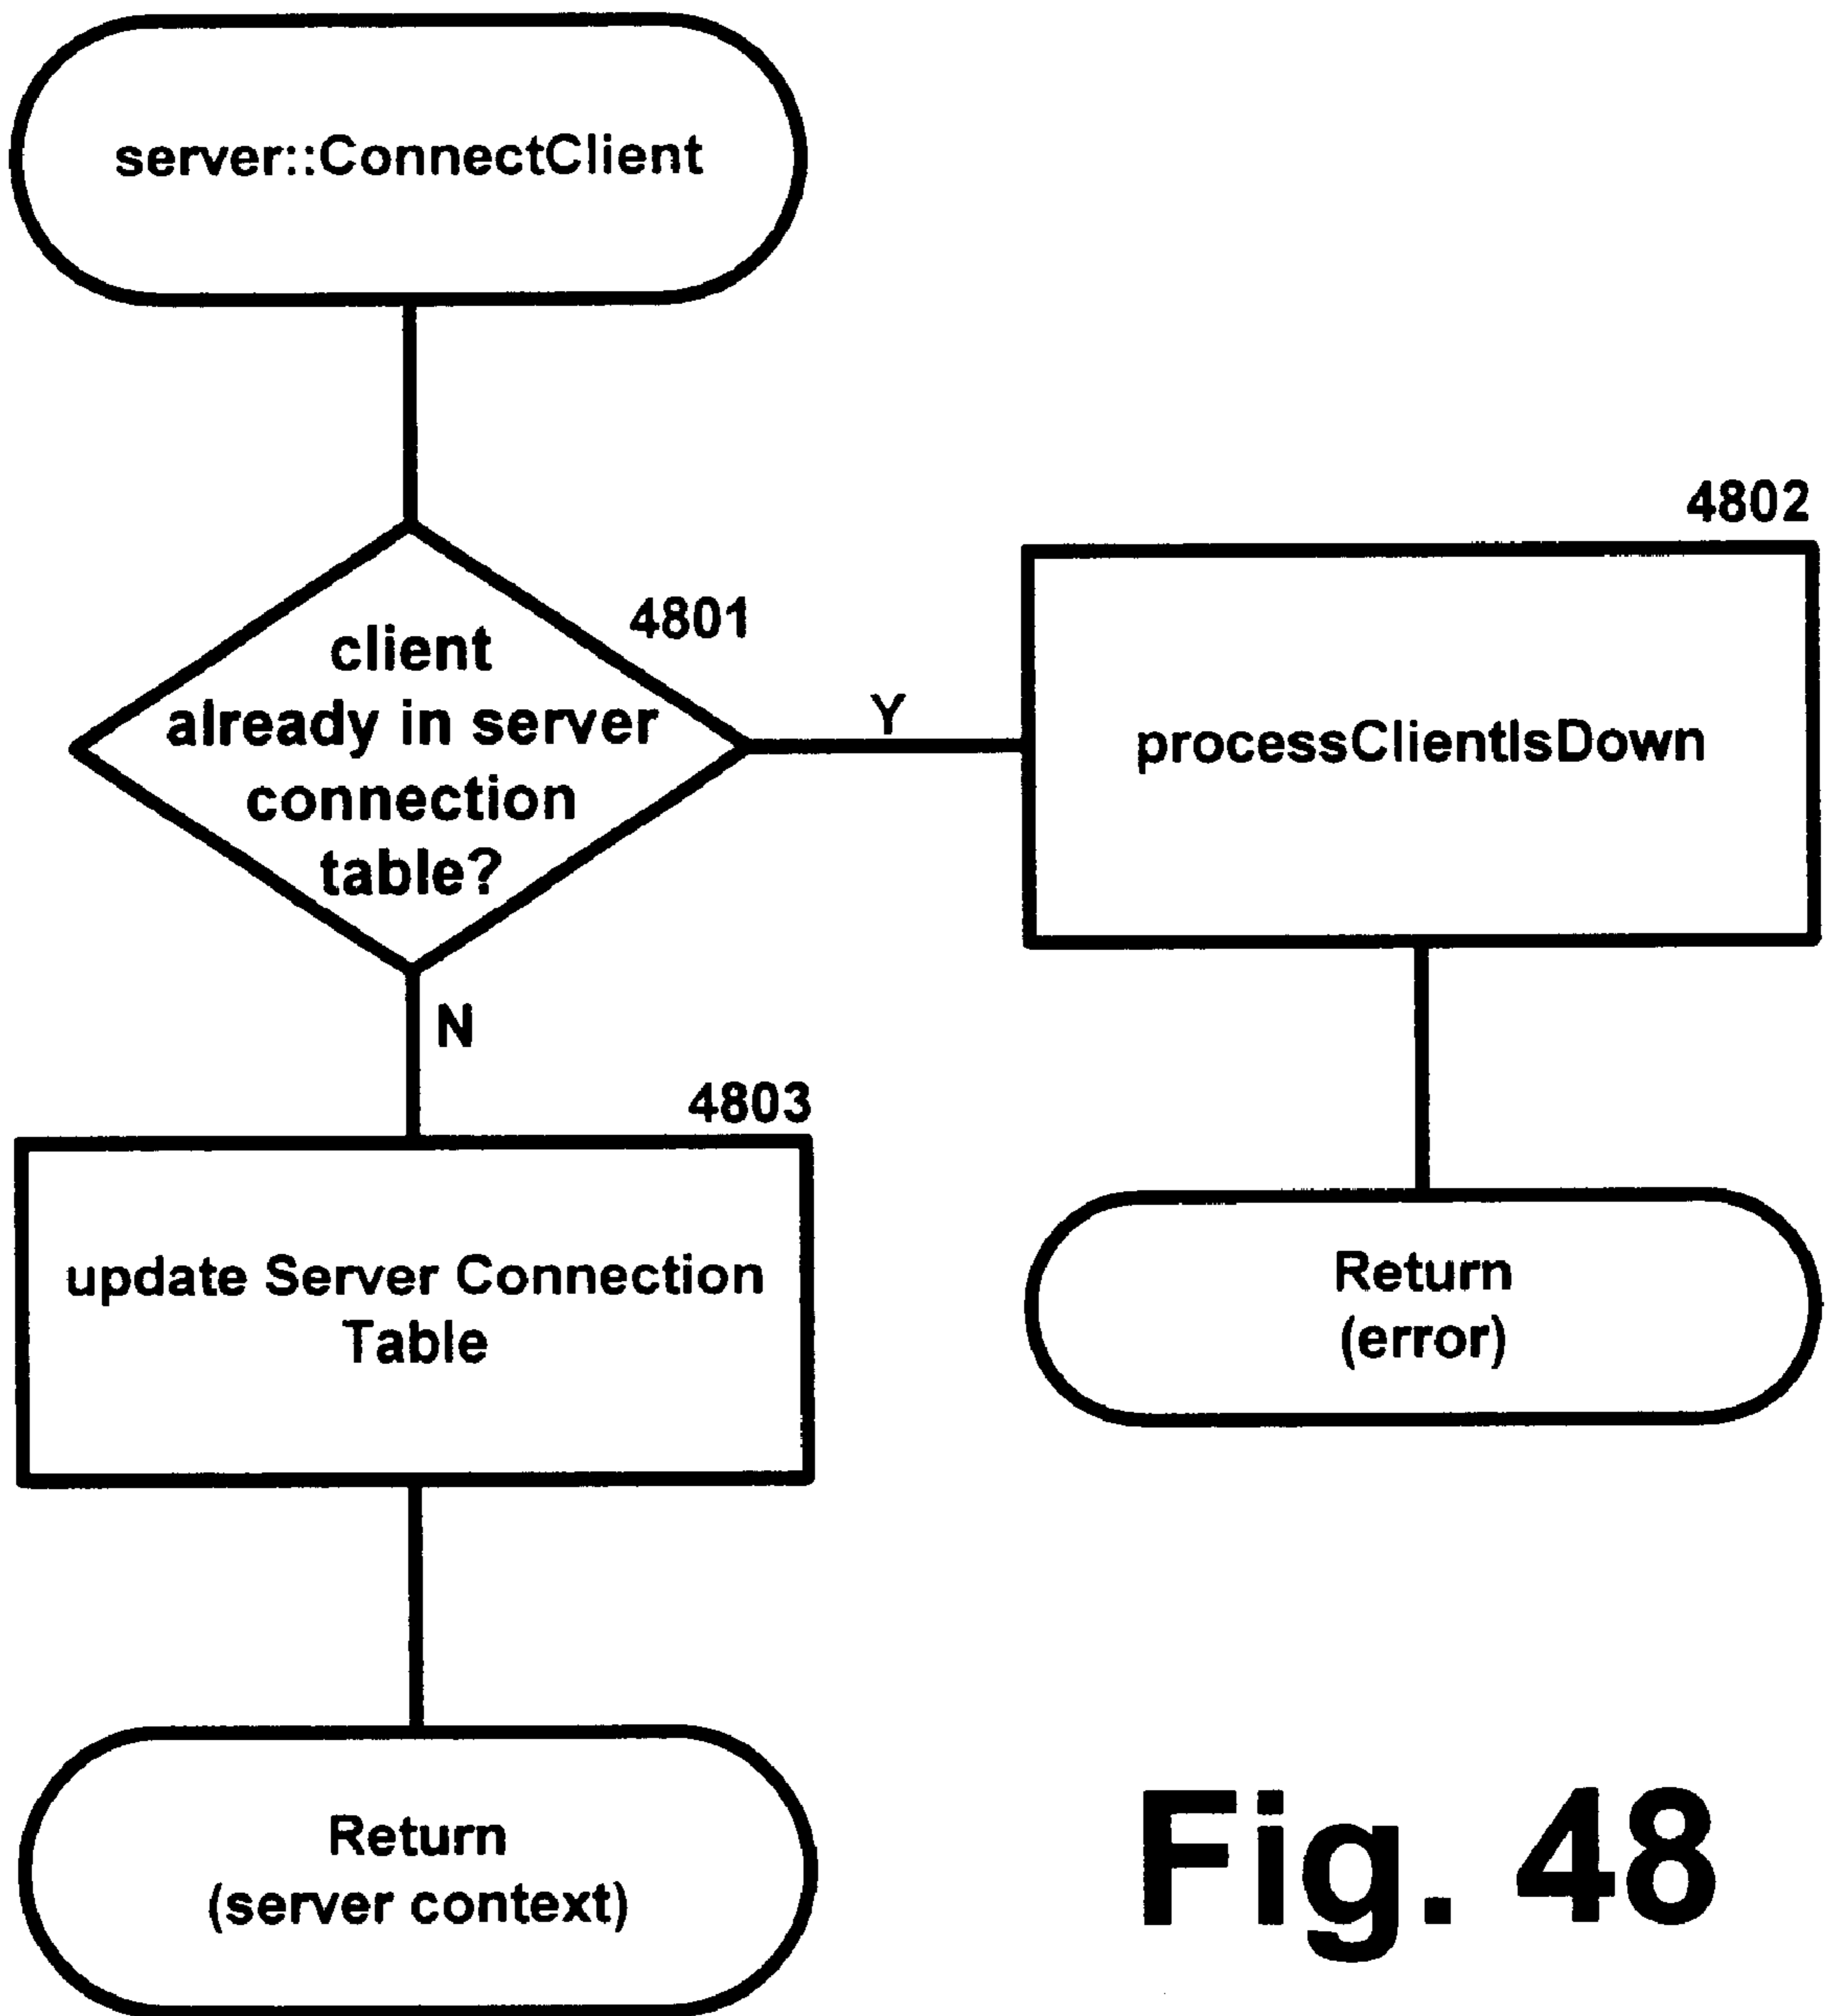 server::ConnectClient
4801
client
already in server
connection
table?
Y
4802
processClientIsDown
N
4803
update Server Connection
Table
Return
(error)
Return
(server context)
Fig. 48